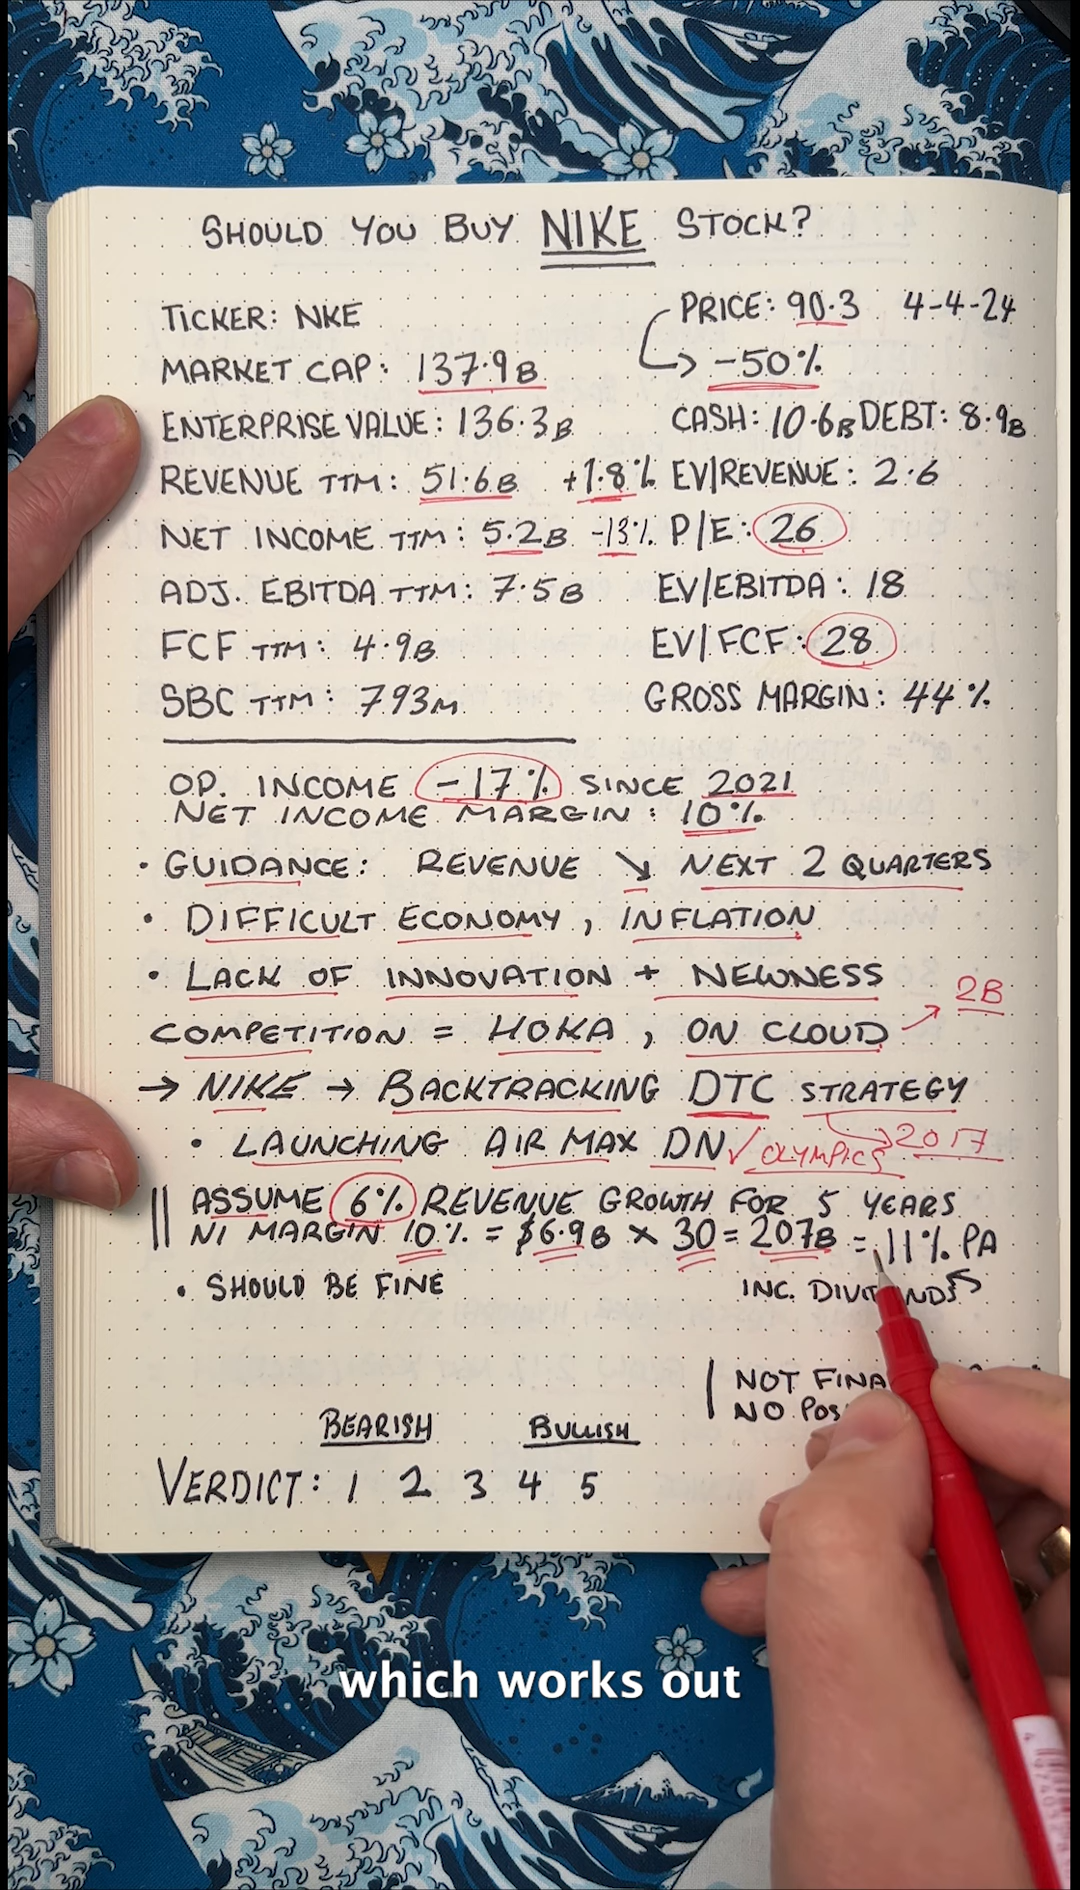 SHOULD YOU BUY NIKE STOCK?
TICKER: NKE PRICE: 90.3 4-4-24
MARKET CAP: 137.9B → -50%
ENTERPRISE VALUE: 136.3B CASH: 10.6B DEBT: 8.9B
REVENUE TTM: 51.6B +1.8% EV/REVENUE: 2.6
NET INCOME TTM: 5.2B -13% P/E: 26
ADJ. EBITDA TTM: 7.5B EV/EBITDA: 18
FCF TTM: 4.9B EV/FCF: 28
SBC TTM: 793M GROSS MARGIN: 44%
OP. INCOME -17% SINCE 2021
NET INCOME MARGIN: 10%
• GUIDANCE: REVENUE ↘ NEXT 2 QUARTERS
• DIFFICULT ECONOMY, INFLATION
• LACK OF INNOVATION + NEWNESS
COMPETITION = HOKA, ON CLOUD → 2B
→ NIKE → BACKTRACKING DTC STRATEGY
→ 2017
• LAUNCHING AIR MAX DN ✓ OLYMPICS
ASSUME 6% REVENUE GROWTH FOR 5 YEARS
NI MARGIN 10% = $6.9B × 30 = 207B = 11% PA
• SHOULD BE FINE INC.
NOT
NO
BEARISH BULLISH
VERDICT: 1 2 3 4 5
which works out